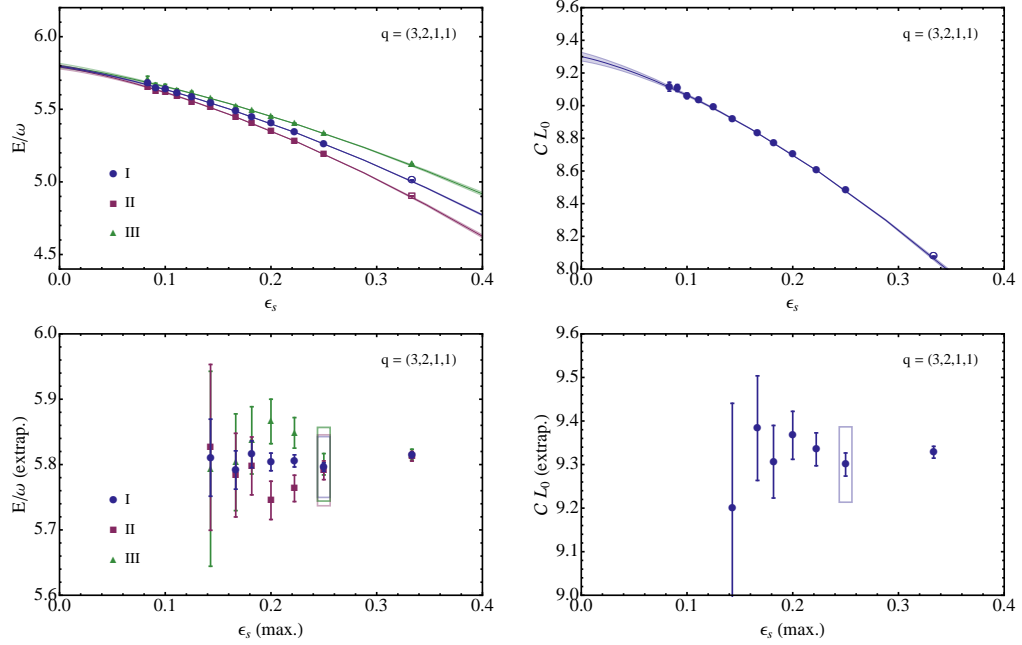 q = (3,2,1,1)
6.0
5.5
5.0
4.5
E/ω
I
II
III
0.0 0.1 0.2 0.3 0.4
ϵs
q = (3,2,1,1)
9.6
9.4
9.2
9.0
8.8
8.6
8.4
8.2
8.0
C L0
0.0 0.1 0.2 0.3 0.4
ϵs
q = (3,2,1,1)
6.0
5.9
5.8
5.7
5.6
E/ω (extrap.)
I
II
III
0.0 0.1 0.2 0.3 0.4
ϵs (max.)
q = (3,2,1,1)
9.6
9.5
9.4
9.3
9.2
9.1
9.0
C L0 (extrap.)
0.0 0.1 0.2 0.3 0.4
ϵs (max.)